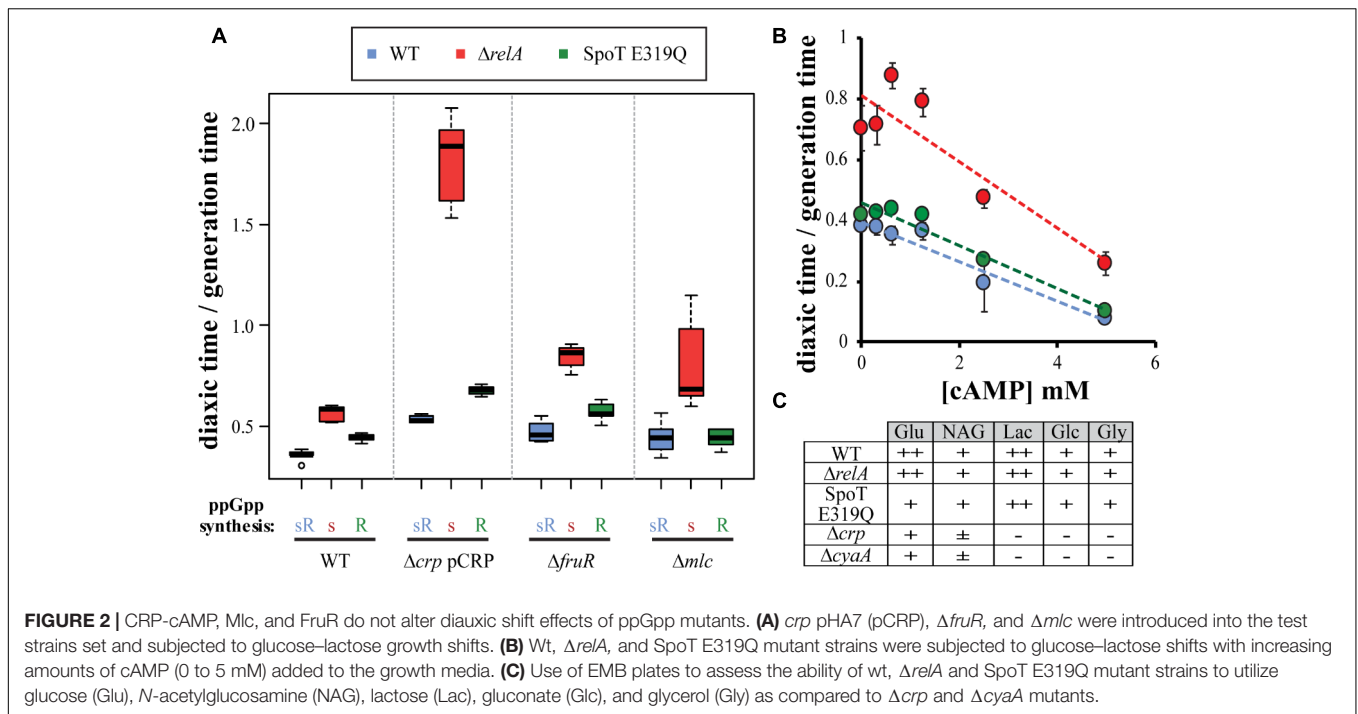 A
WT ΔrelA SpoT E319Q
diaxic time / generation time
2.0
1.5
1.0
0.5
ppGpp synthesis:
sR s R sR s R sR s R sR s R
WT Δcrp pCRP ΔfruR Δmlc
B
diaxic time / generation time
1
0.8
0.6
0.4
0.2
0
0 2 4 6
[cAMP] mM
C
Glu NAG Lac Glc Gly
WT ++ + ++ + +
ΔrelA ++ + ++ + +
SpoT E319Q + + ++ + +
Δcrp + ± - - -
ΔcyaA + ± - - -
FIGURE 2 | CRP-cAMP, Mlc, and FruR do not alter diauxic shift effects of ppGpp mutants. (A) crp pHA7 (pCRP), ΔfruR, and Δmlc were introduced into the test
strains set and subjected to glucose–lactose growth shifts. (B) Wt, ΔrelA, and SpoT E319Q mutant strains were subjected to glucose–lactose shifts with increasing
amounts of cAMP (0 to 5 mM) added to the growth media. (C) Use of EMB plates to assess the ability of wt, ΔrelA and SpoT E319Q mutant strains to utilize
glucose (Glu), N-acetylglucosamine (NAG), lactose (Lac), gluconate (Glc), and glycerol (Gly) as compared to Δcrp and ΔcyaA mutants.